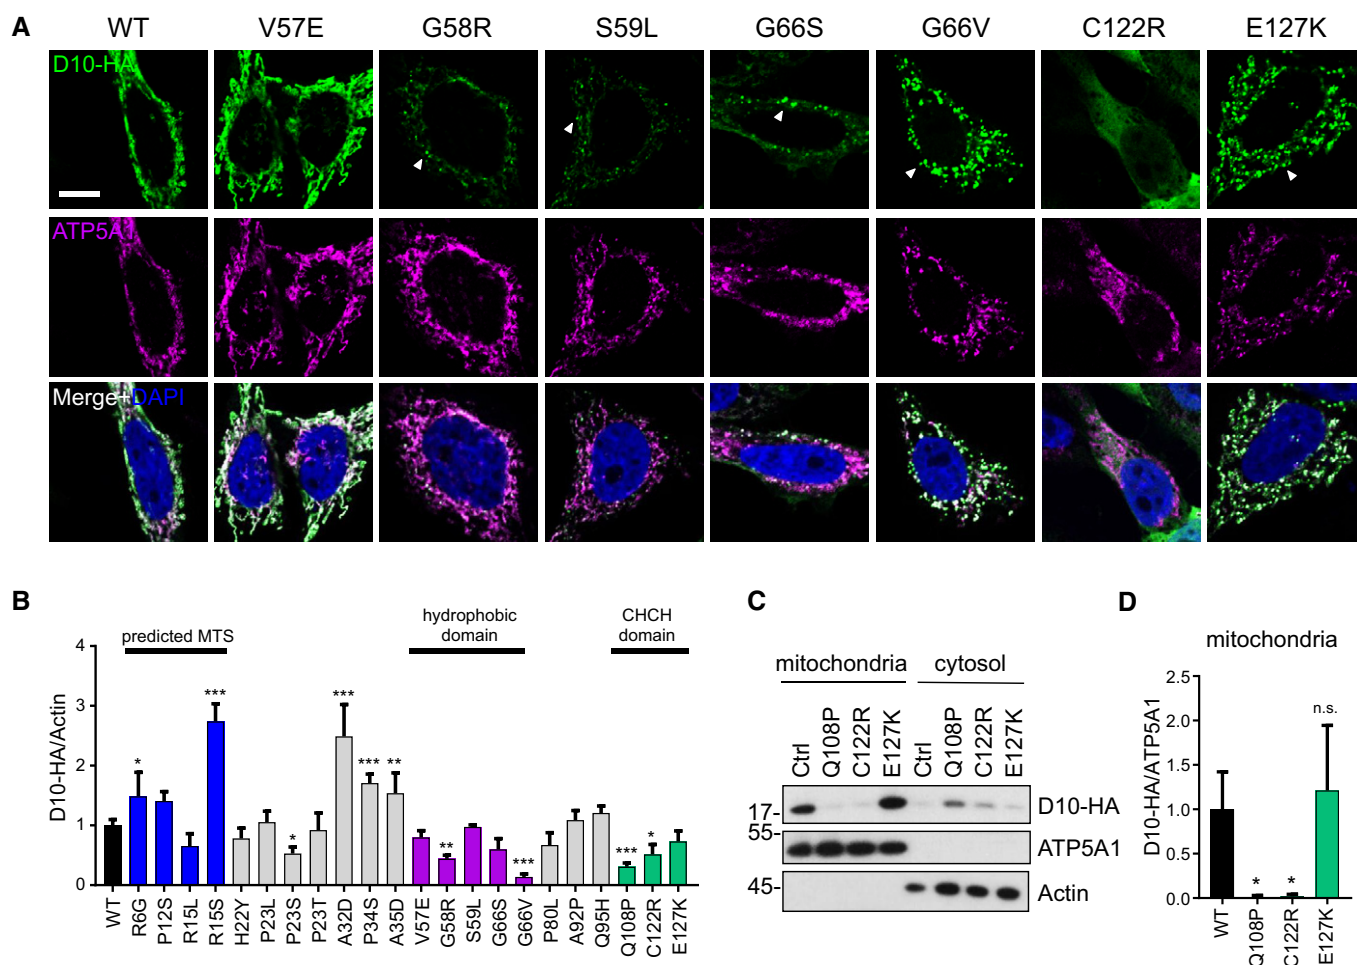 A
WT V57E G58R S59L G66S G66V C122R E127K
D10-HA
ATP5A1
Merge+DAPI
B
predicted MTS
hydrophobic
domain
CHCH
domain
D10-HA/Actin
4
3
2
1
0
* *** * *** *** ** ** *** *** *
WT R6G P12S R15L R15S H22Y P23L P23S P23T A32D P34S A35D V57E G58R S59L G66S G66V P80L A92P Q95H Q108P C122R E127K
C
mitochondria cytosol
Ctrl Q108P C122R E127K Ctrl Q108P C122R E127K
17- D10-HA
55- ATP5A1
45- Actin
D
mitochondria
D10-HA/ATP5A1
2.5
2.0
1.5
1.0
0.5
0.0
* * n.s.
WT Q108P C122R E127K